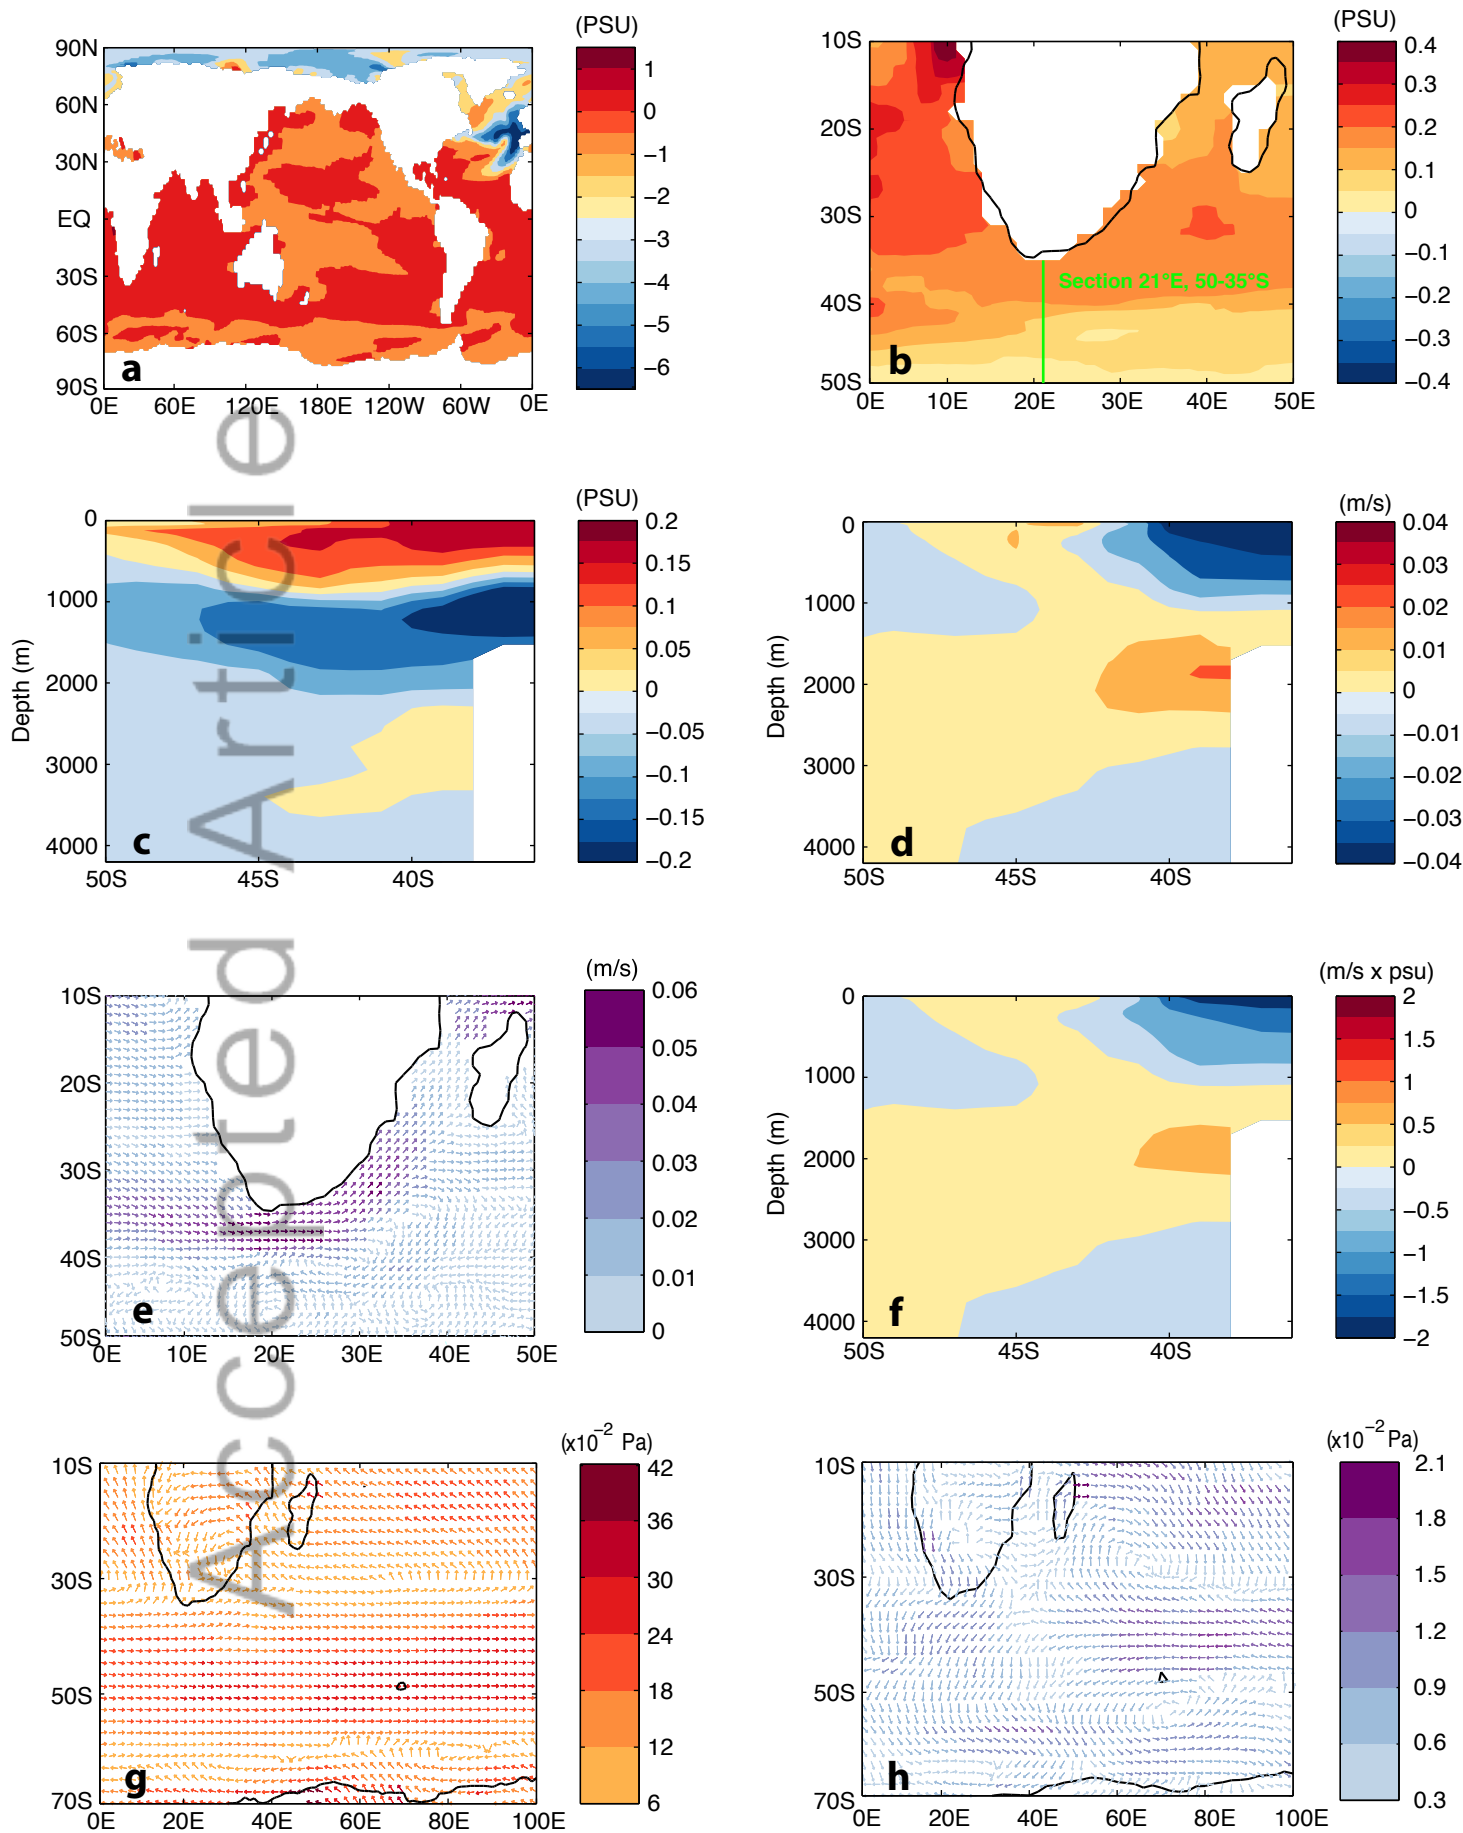 (PSU)
90N
60N
30N
EQ
30S
60S
90S
0E 60E 120E 180E 120W 60W 0E
1
0
−1
−2
−3
−4
−5
−6
a
(PSU)
10S
20S
30S
40S
50S
0E 10E 20E 30E 40E 50E
0.4
0.3
0.2
0.1
0
−0.1
−0.2
−0.3
−0.4
Section 21°E, 50-35°S
b
(PSU)
Depth (m)
0
1000
2000
3000
4000
50S 45S 40S
0.2
0.15
0.1
0.05
0
−0.05
−0.1
−0.15
−0.2
c
(m/s)
Depth (m)
0
1000
2000
3000
4000
50S 45S 40S
0.04
0.03
0.02
0.01
0
−0.01
−0.02
−0.03
−0.04
d
(m/s)
10S
20S
30S
40S
50S
0E 10E 20E 30E 40E 50E
0.06
0.05
0.04
0.03
0.02
0.01
0
e
(m/s x psu)
Depth (m)
0
1000
2000
3000
4000
50S 45S 40S
2
1.5
1
0.5
0
−0.5
−1
−1.5
−2
f
(x10−2 Pa)
10S
30S
50S
70S
0E 20E 40E 60E 80E 100E
42
36
30
24
18
12
6
g
(x10−2 Pa)
10S
30S
50S
70S
0E 20E 40E 60E 80E 100E
2.1
1.8
1.5
1.2
0.9
0.6
0.3
h
Accepted Article